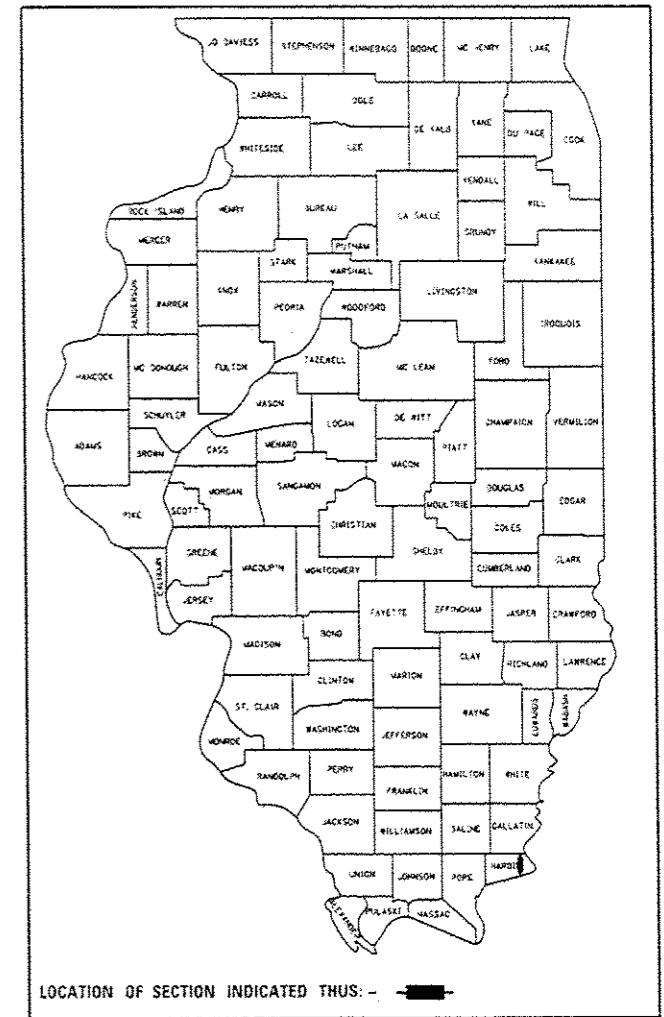 JO DAVIESS STEPHENSON WINNEBAGO BOONE MC HENRY LAKE
CARROLL OGLE DE KALB KANE DU PAGE COOK
WHITESIDE LEE
KENDALL WILL
ROCK ISLAND HENRY BUREAU LA SALLE GRUNDY
MERCER PUTNAM KANKAKEE
STARK MARSHALL
HENDERSON WARREN KNOX PEORIA WOODFORD LIVINGSTON IROQUOIS
HANCOCK MC DONOUGH FULTON TAZEWELL MC LEAN FORD
SCHUYLER MASON LOGAN DE WITT CHAMPAIGN VERMILION
ADAMS BROWN CASS MENARD MACON PIATT
PIKE SCOTT MORGAN SANGAMON MOULTRIE DOUGLAS EDGAR
CHRISTIAN COLES
CALHOUN GREENE MACOUPIN MONTGOMERY SHELBY CUMBERLAND CLARK
JERSEY FAYETTE EFFINGHAM JASPER CRAWFORD
MADISON BOND CLAY RICHLAND LAWRENCE
CLINTON MARION
ST. CLAIR WAYNE EDWARDS WABASH
MONROE WASHINGTON JEFFERSON
RANDOLPH PERRY HAMILTON WHITE
FRANKLIN
JACKSON WILLIAMSON SALINE GALLATIN
UNION JOHNSON POPE HARDIN
ALEXANDER PULASKI MASSAC
LOCATION OF SECTION INDICATED THUS: -